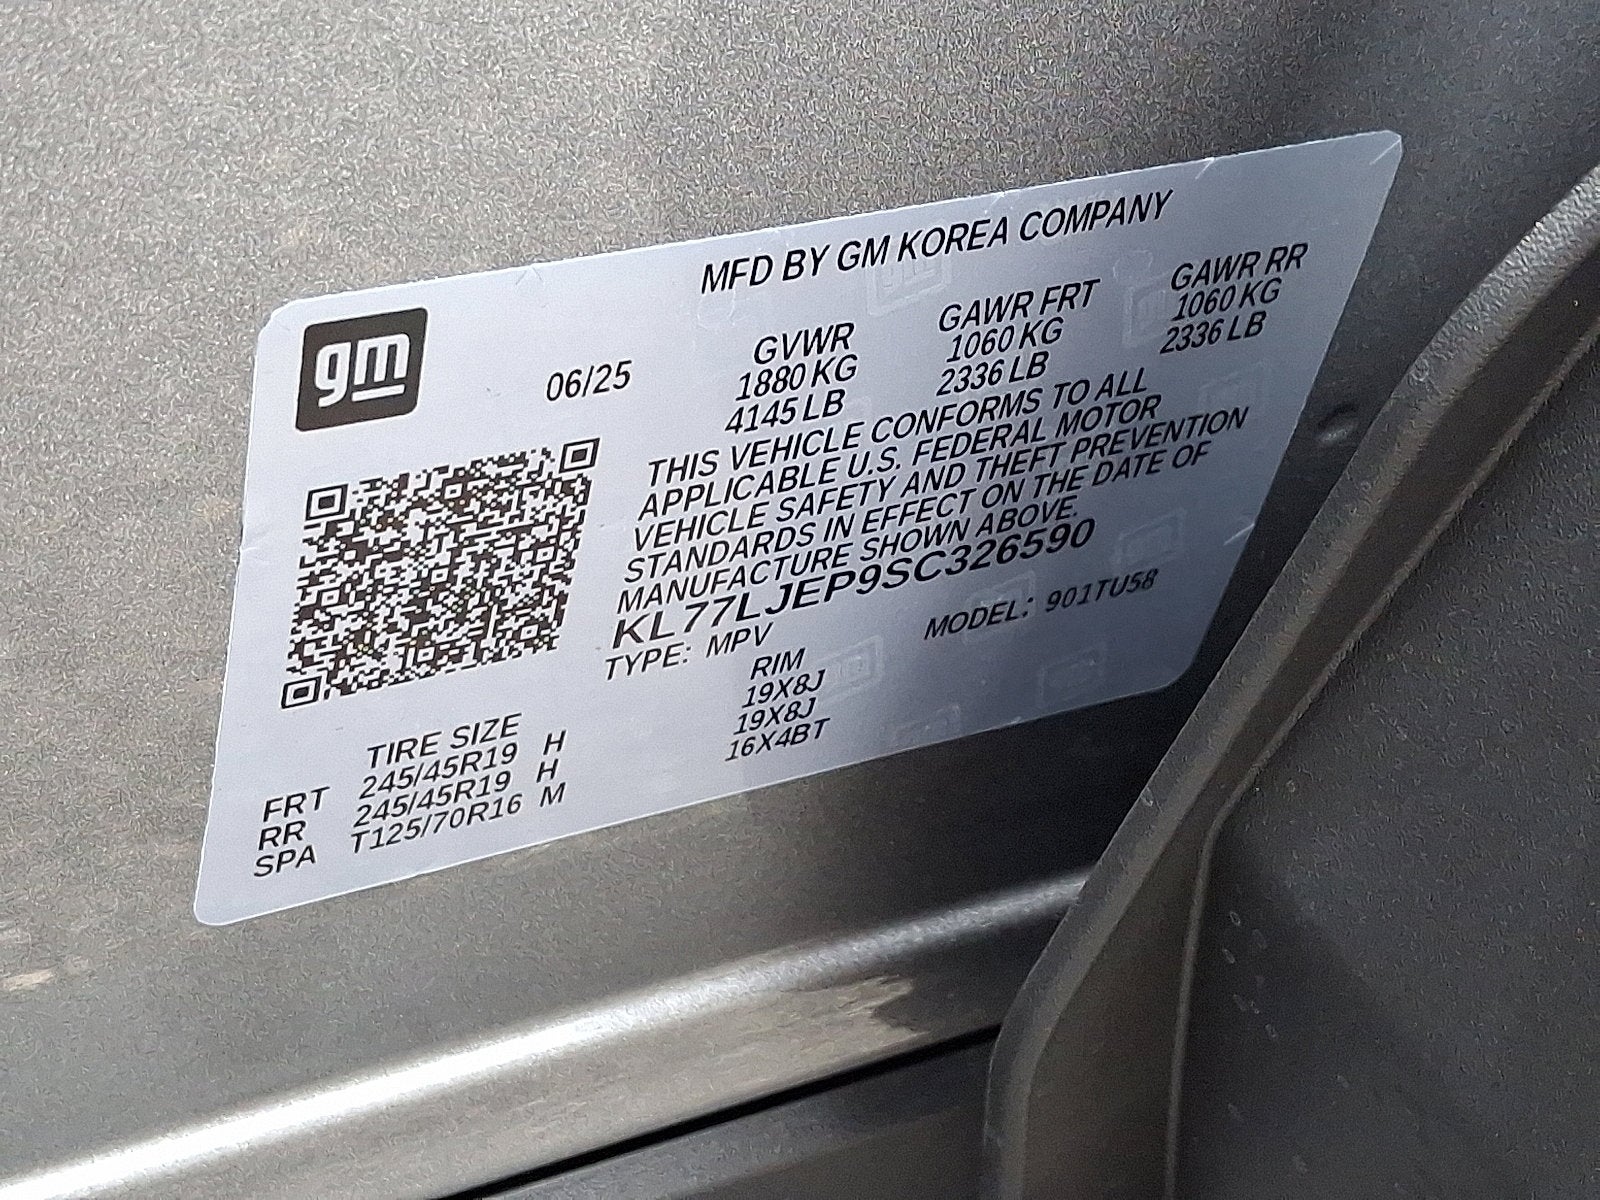 MFD BY GM KOREA COMPANY
gm
06/25
GVWR GAWR FRT GAWR RR
1880 KG 1060 KG 1060 KG
4145 LB 2336 LB 2336 LB
THIS VEHICLE CONFORMS TO ALL
APPLICABLE U.S. FEDERAL MOTOR
VEHICLE SAFETY AND THEFT PREVENTION
STANDARDS IN EFFECT ON THE DATE OF
MANUFACTURE SHOWN ABOVE.
KL77LJEP9SC326590
TYPE: MPV MODEL: 901TU58
TIRE SIZE RIM
FRT 245/45R19 H 19X8J
RR 245/45R19 H 19X8J
SPA T125/70R16 M 16X4BT